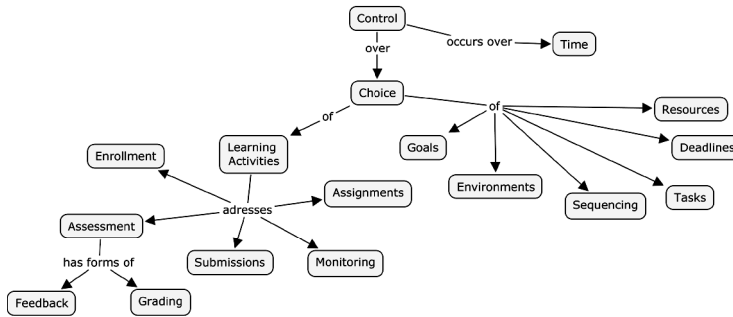 Control
over
occurs over
Time
Choice
of
of
Resources
Goals
Deadlines
Learning
Activities
Enrollment
Environments
Tasks
Sequencing
Assignments
adresses
Assessment
Submissions
Monitoring
has forms of
Feedback
Grading